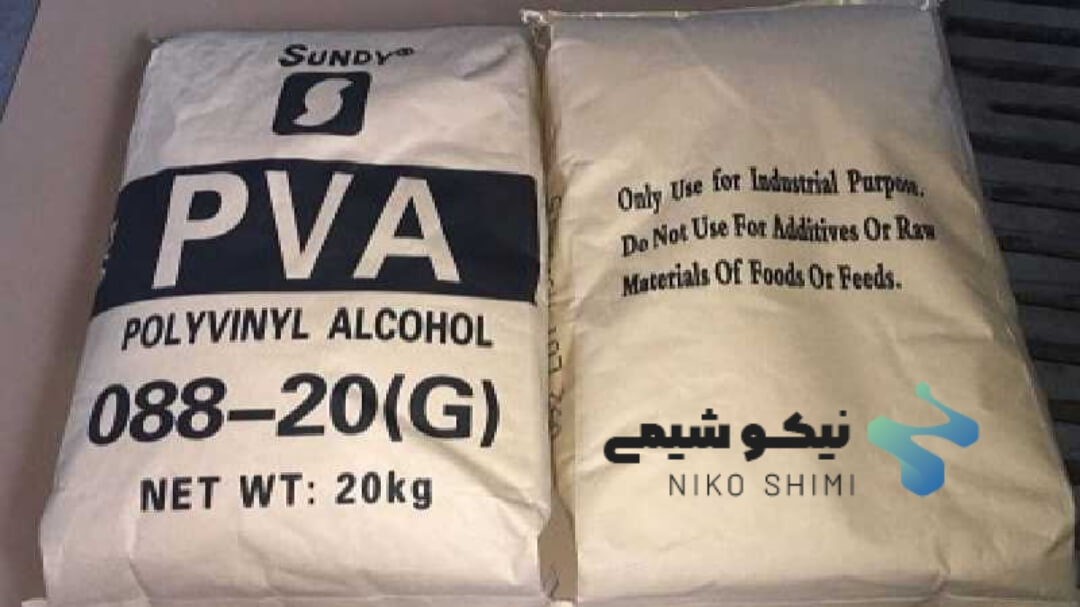 SUNDY®
PVA
POLYVINYL ALCOHOL
088-20(G)
NET WT: 20kg
Only Use for Industrial Purpose.
Do Not Use For Additives Or Raw
Materials Of Foods Or Feeds.
نیکو شیمی
NIKO SHIMI